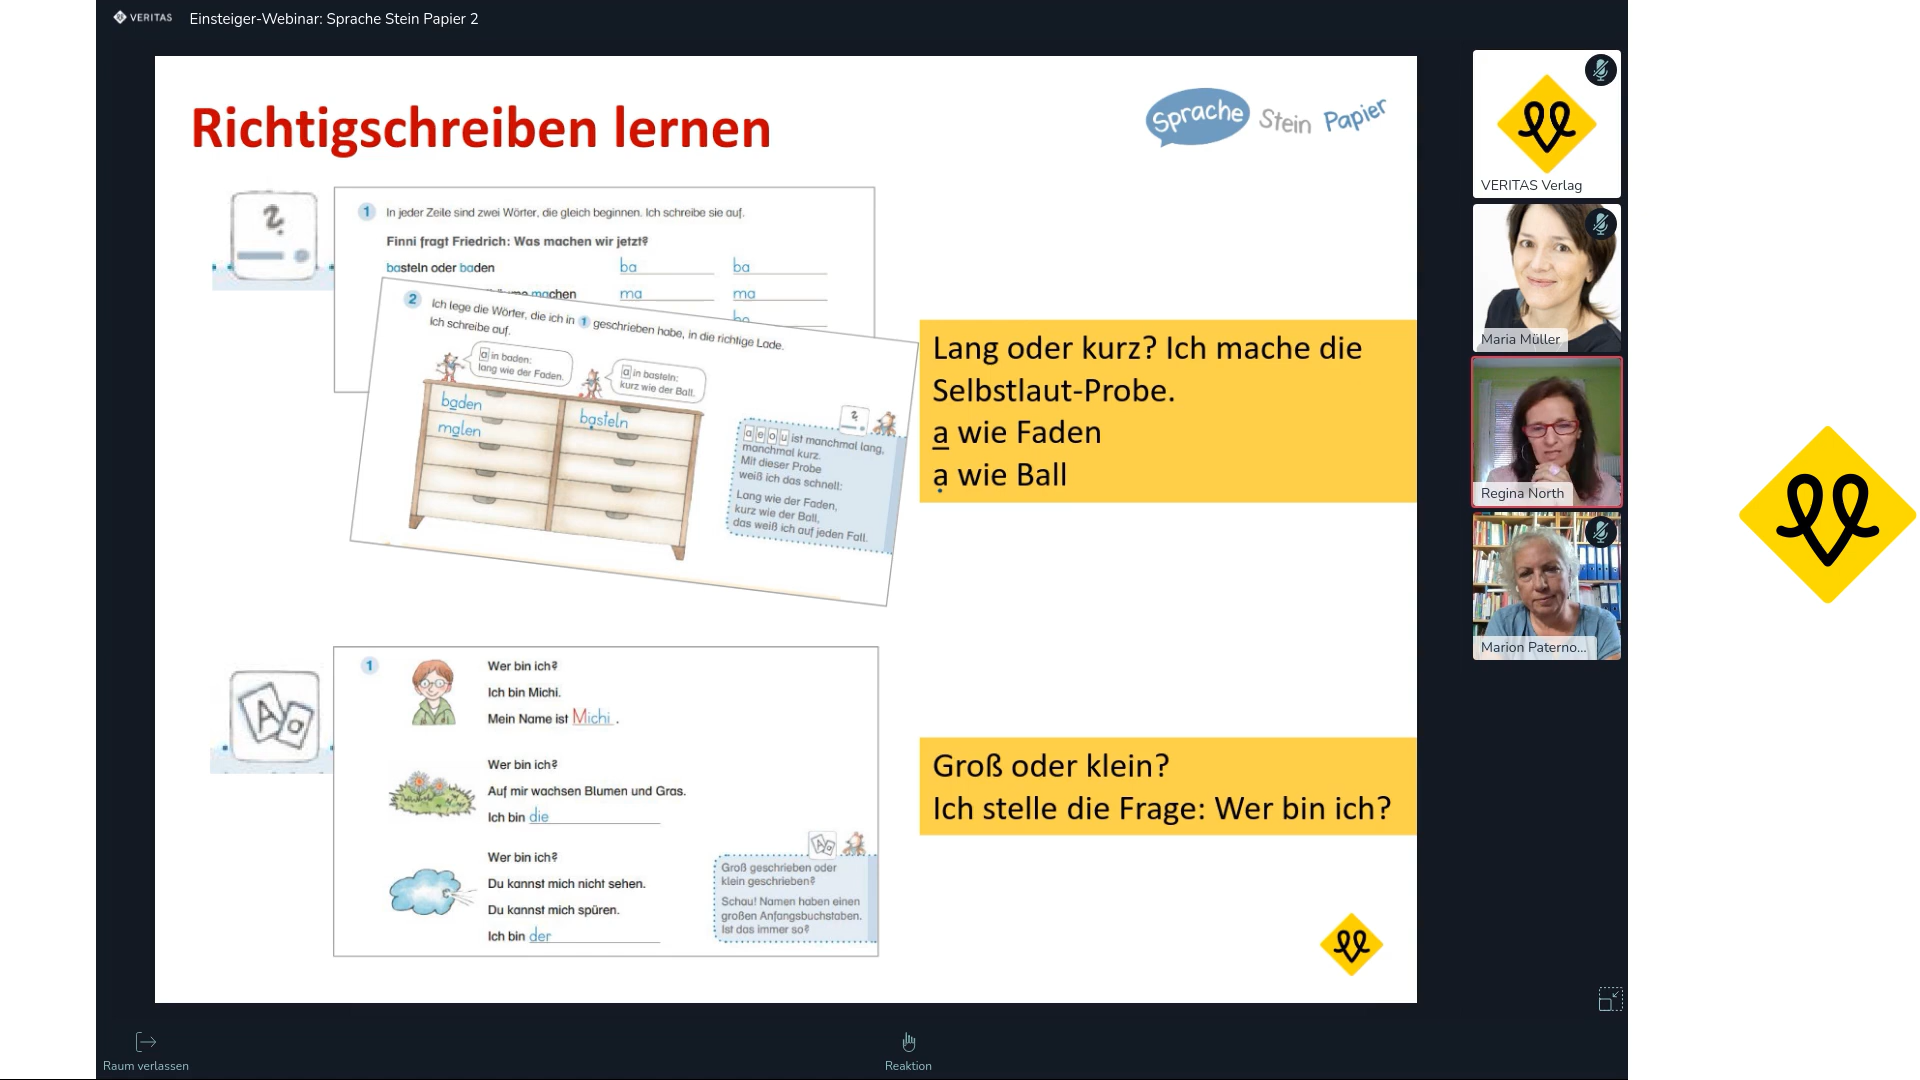 VERITAS Einsteiger-Webinar: Sprache Stein Papier 2
Richtigschreiben lernen
Sprache Stein Papier
1 In jeder Zeile sind zwei Wörter, die gleich beginnen. Ich schreibe sie auf.
Finni fragt Friedrich: Was machen wir jetzt?
basteln oder baden ba ba
machen ma ma
2 Ich lege die Wörter, die ich in 1 geschrieben habe, in die richtige Lade.
Ich schreibe auf.
a in baden:
lang wie der Faden.
a in basteln:
kurz wie der Ball.
baden
malen
basteln
?
a e o u ist manchmal lang,
manchmal kurz.
Mit dieser Probe
weiß ich das schnell:
Lang wie der Faden,
kurz wie der Ball,
das weiß ich auf jeden Fall.
Lang oder kurz? Ich mache die
Selbstlaut-Probe.
a wie Faden
ạ wie Ball
A a
1 Wer bin ich?
Ich bin Michi.
Mein Name ist Michi .
Wer bin ich?
Auf mir wachsen Blumen und Gras.
Ich bin die
Wer bin ich?
Du kannst mich nicht sehen.
Du kannst mich spüren.
Ich bin der
A a
Groß geschrieben oder
klein geschrieben?
Schau! Namen haben einen
großen Anfangsbuchstaben.
Ist das immer so?
Groß oder klein?
Ich stelle die Frage: Wer bin ich?
VERITAS Verlag
Maria Müller
Regina North
Marion Paterno...
Raum verlassen
Reaktion